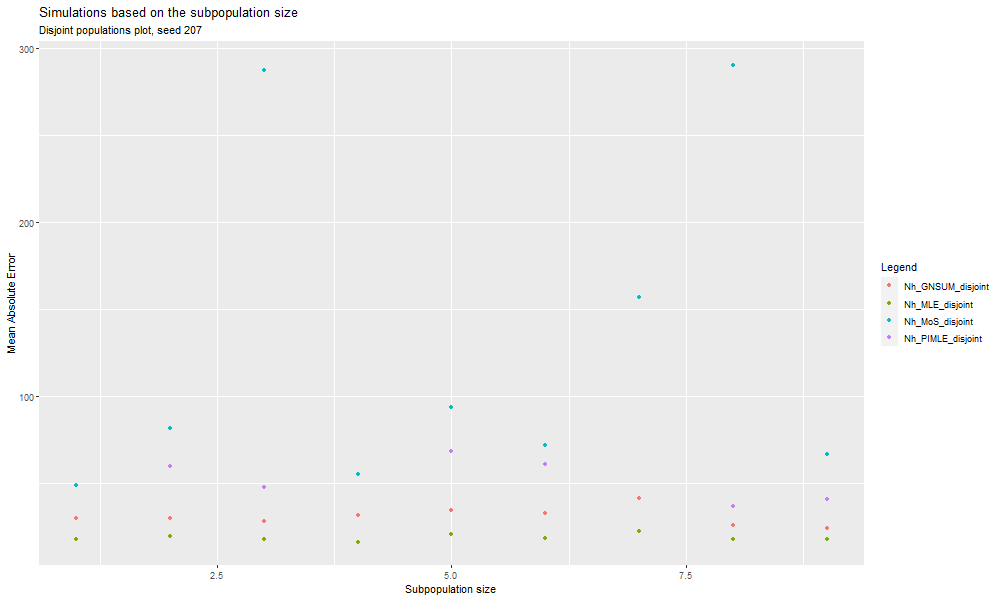 Simulations based on the subpopulation size
Disjoint populations plot, seed 207
300
200
100
Mean Absolute Error
2.5
5.0
7.5
Subpopulation size
Legend
Nh_GNSUM_disjoint
Nh_MLE_disjoint
Nh_MoS_disjoint
Nh_PIMLE_disjoint